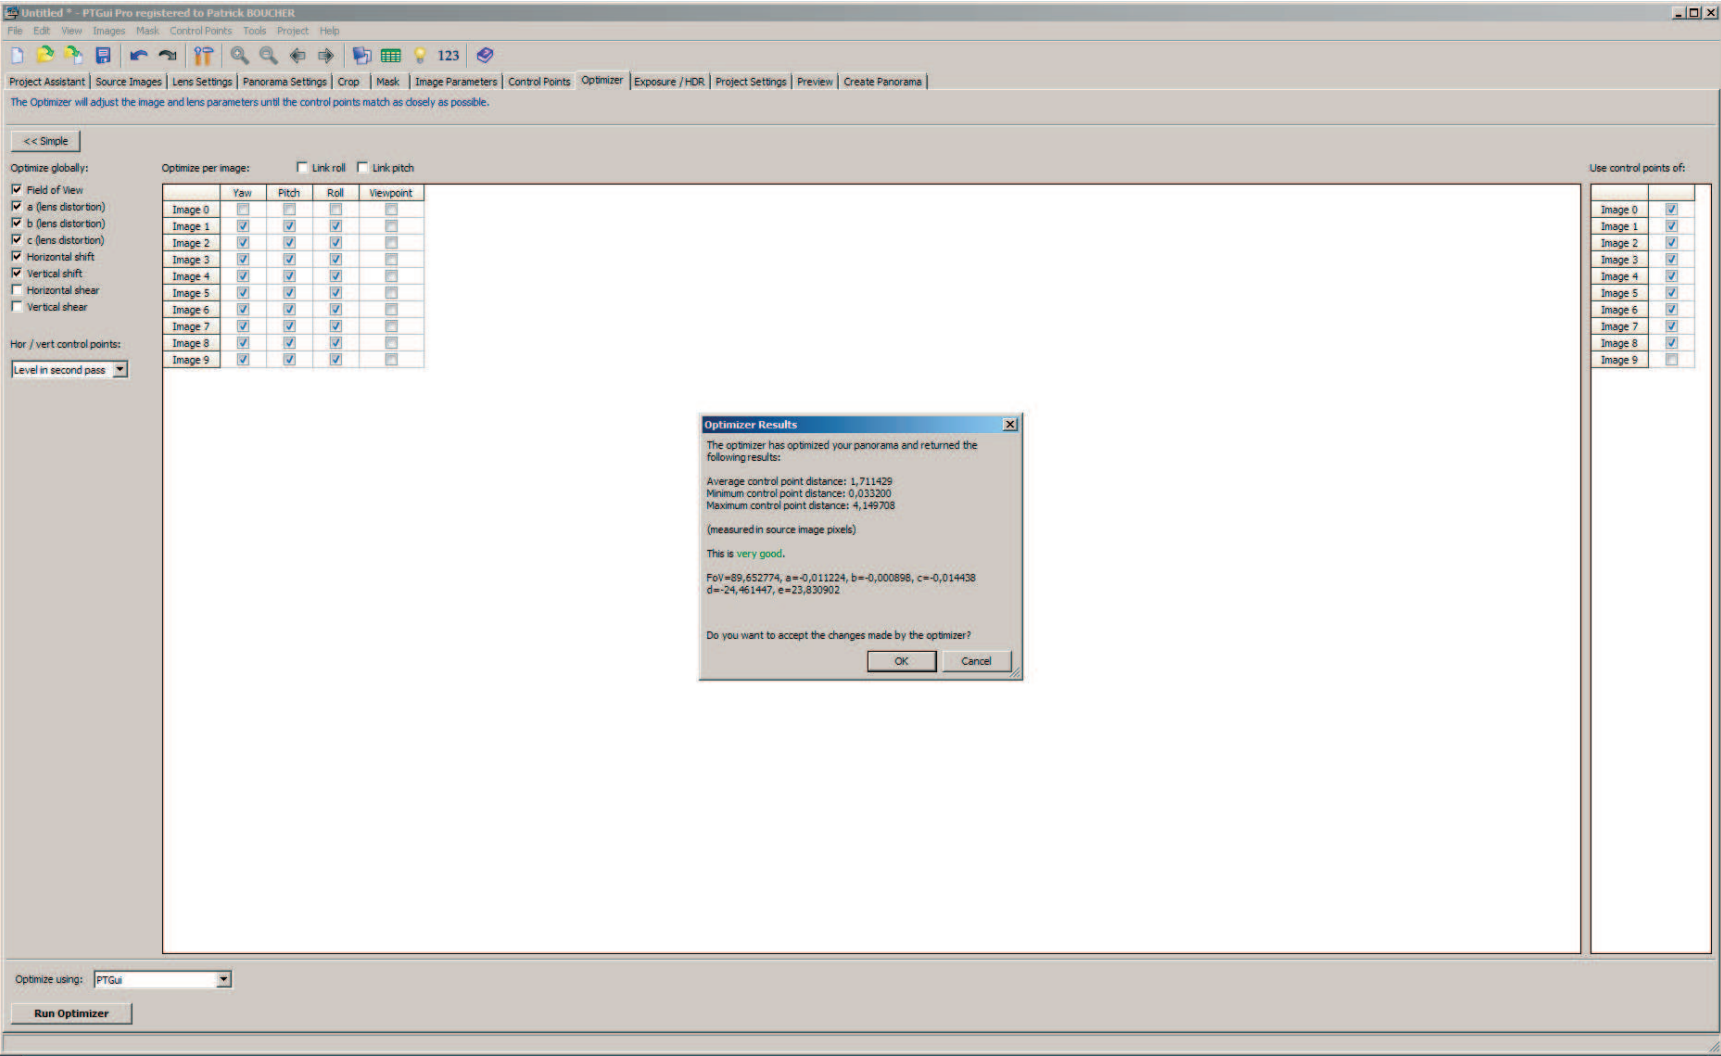 Untitled * - PTGui Pro registered to Patrick BOUCHER
File Edit View Images Mask Control Points Tools Project Help
123
Project Assistant Source Images Lens Settings Panorama Settings Crop Mask Image Parameters Control Points Optimizer Exposure / HDR Project Settings Preview Create Panorama
The Optimizer will adjust the image and lens parameters until the control points match as closely as possible.
<< Simple
Optimize globally:
Field of View
a (lens distortion)
b (lens distortion)
c (lens distortion)
Horizontal shift
Vertical shift
Horizontal shear
Vertical shear
Hor / vert control points:
Level in second pass
Optimize per image: Link roll Link pitch
Yaw Pitch Roll Viewpoint
Image 0
Image 1
Image 2
Image 3
Image 4
Image 5
Image 6
Image 7
Image 8
Image 9
Use control points of:
Image 0
Image 1
Image 2
Image 3
Image 4
Image 5
Image 6
Image 7
Image 8
Image 9
Optimizer Results
The optimizer has optimized your panorama and returned the
following results:
Average control point distance: 1,711429
Minimum control point distance: 0,033200
Maximum control point distance: 4,149708
(measured in source image pixels)
This is very good.
FoV=89,652774, a=-0,011224, b=-0,000898, c=-0,014438
d=-24,461447, e=23,830902
Do you want to accept the changes made by the optimizer?
OK Cancel
Optimize using: PTGui
Run Optimizer